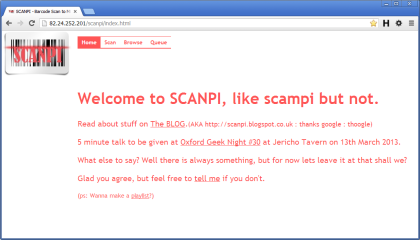 SCANPI - Barcode Scan to P
82.24.252.201/scanpi/index.html
SCANPI
Home Scan Browse Queue
Welcome to SCANPI, like scampi but not.
Read about stuff on The BLOG.(AKA http://scanpi.blogspot.co.uk : thanks google : thoogle)
5 minute talk to be given at Oxford Geek Night #30 at Jericho Tavern on 13th March 2013.
What else to say? Well there is always something, but for now lets leave it at that shall we?
Glad you agree, but feel free to tell me if you don't.
(ps: Wanna make a playlist?)